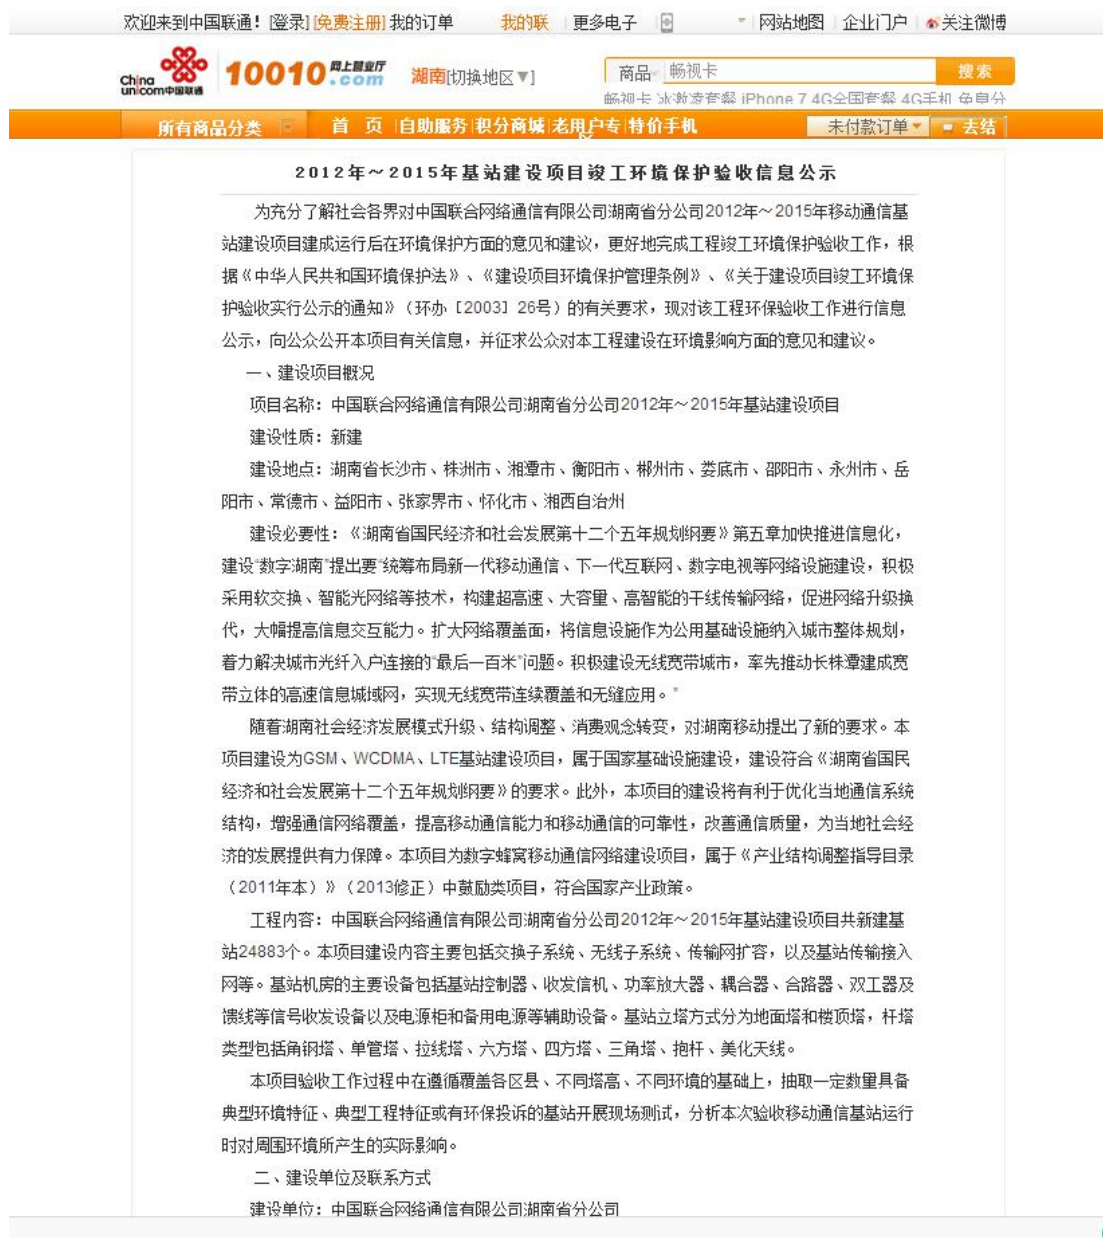 欢迎来到中国联通！ [登录] [免费注册] 我的订单 我的联 更多电子 网站地图 企业门户 关注微博
China unicom中国联通 10010.com 网上营业厅 湖南[切换地区▼] 商品 畅视卡 搜索
畅视卡 冰激凌套餐 iPhone 7 4G全国套餐 4G手机 免息分
所有商品分类 首 页 自助服务 积分商城 老用户专 特价手机 未付款订单 去结
2012年～2015年基站建设项目竣工环境保护验收信息公示
为充分了解社会各界对中国联合网络通信有限公司湖南省分公司2012年～2015年移动通信基
站建设项目建成运行后在环境保护方面的意见和建议，更好地完成工程竣工环境保护验收工作，根
据《中华人民共和国环境保护法》、《建设项目环境保护管理条例》、《关于建设项目竣工环境保
护验收实行公示的通知》（环办［2003］26号）的有关要求，现对该工程环保验收工作进行信息
公示，向公众公开本项目有关信息，并征求公众对本工程建设在环境影响方面的意见和建议。
一、建设项目概况
项目名称：中国联合网络通信有限公司湖南省分公司2012年～2015年基站建设项目
建设性质：新建
建设地点：湖南省长沙市、株洲市、湘潭市、衡阳市、郴州市、娄底市、邵阳市、永州市、岳
阳市、常德市、益阳市、张家界市、怀化市、湘西自治州
建设必要性：《湖南省国民经济和社会发展第十二个五年规划纲要》第五章加快推进信息化，
建设“数字湖南”提出要“统筹布局新一代移动通信、下一代互联网、数字电视等网络设施建设，积极
采用软交换、智能光网络等技术，构建超高速、大容量、高智能的干线传输网络，促进网络升级换
代，大幅提高信息交互能力。扩大网络覆盖面，将信息设施作为公用基础设施纳入城市整体规划，
着力解决城市光纤入户连接的“最后一百米”问题。积极建设无线宽带城市，率先推动长株潭建成宽
带立体的高速信息城域网，实现无线宽带连续覆盖和无缝应用。”
随着湖南社会经济发展模式升级、结构调整、消费观念转变，对湖南移动提出了新的要求。本
项目建设为GSM、WCDMA、LTE基站建设项目，属于国家基础设施建设，建设符合《湖南省国民
经济和社会发展第十二个五年规划纲要》的要求。此外，本项目的建设将有利于优化当地通信系统
结构，增强通信网络覆盖，提高移动通信能力和移动通信的可靠性，改善通信质量，为当地社会经
济的发展提供有力保障。本项目为数字蜂窝移动通信网络建设项目，属于《产业结构调整指导目录
（2011年本）》（2013修正）中鼓励类项目，符合国家产业政策。
工程内容：中国联合网络通信有限公司湖南省分公司2012年～2015年基站建设项目共新建基
站24883个。本项目建设内容主要包括交换子系统、无线子系统、传输网扩容，以及基站传输接入
网等。基站机房的主要设备包括基站控制器、收发信机、功率放大器、耦合器、合路器、双工器及
馈线等信号收发设备以及电源柜和备用电源等辅助设备。基站立塔方式分为地面塔和楼顶塔，杆塔
类型包括角钢塔、单管塔、拉线塔、六方塔、四方塔、三角塔、抱杆、美化天线。
本项目验收工作过程中在遵循覆盖各区县、不同塔高、不同环境的基础上，抽取一定数量具备
典型环境特征、典型工程特征或有环保投诉的基站开展现场测试，分析本次验收移动通信基站运行
时对周围环境所产生的实际影响。
二、建设单位及联系方式
建设单位：中国联合网络通信有限公司湖南省分公司